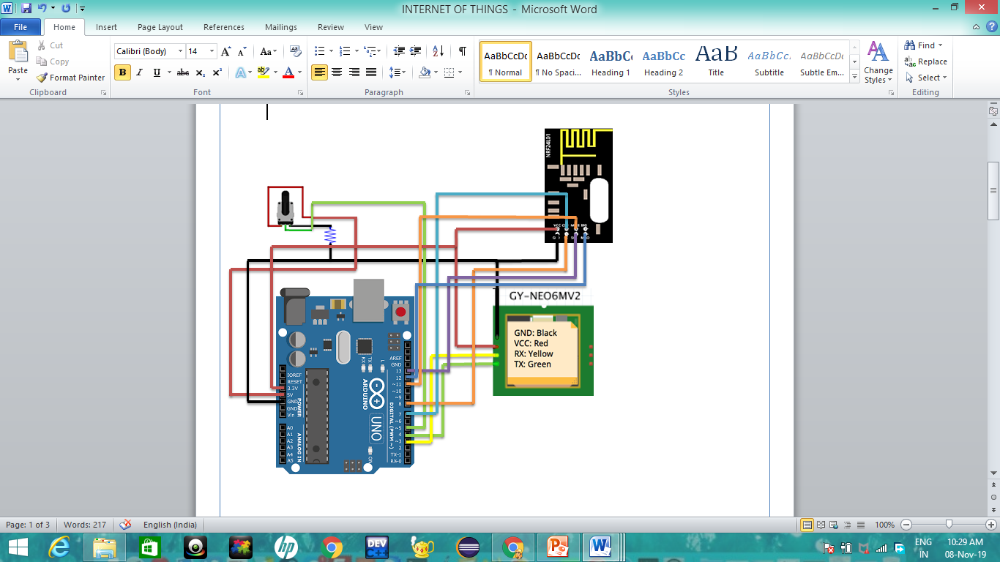 INTERNET OF THINGS - Microsoft Word
File Home Insert Page Layout References Mailings Review View
Paste
Cut
Copy
Format Painter
Clipboard
Calibri (Body) 14
Font
Paragraph
AaBbCcDc AaBbCcDc AaBbCc AaBbCc AaB AaBbCc. AaBbCcDc
¶ Normal ¶ No Spaci... Heading 1 Heading 2 Title Subtitle Subtle Em...
Change
Styles
Styles
Find
Replace
Select
Editing
NRF24L01
GY-NEO6MV2
GND: Black
VCC: Red
RX: Yellow
TX: Green
IOREF
RESET
3.3V
5V
GND
GND
Vin
POWER
A0
A1
A2
A3
A4
A5
ANALOG IN
RX
TX
L
ARDUINO
UNO
ON
AREF
GND
13
12
~11
~10
~9
8
7
~6
~5
4
~3
2
TX-1
RX-0
DIGITAL (PWM ~)
Page: 1 of 3 Words: 217 English (India) 100%
hp
DEV
C++
ENG
IN
10:29 AM
08-Nov-19